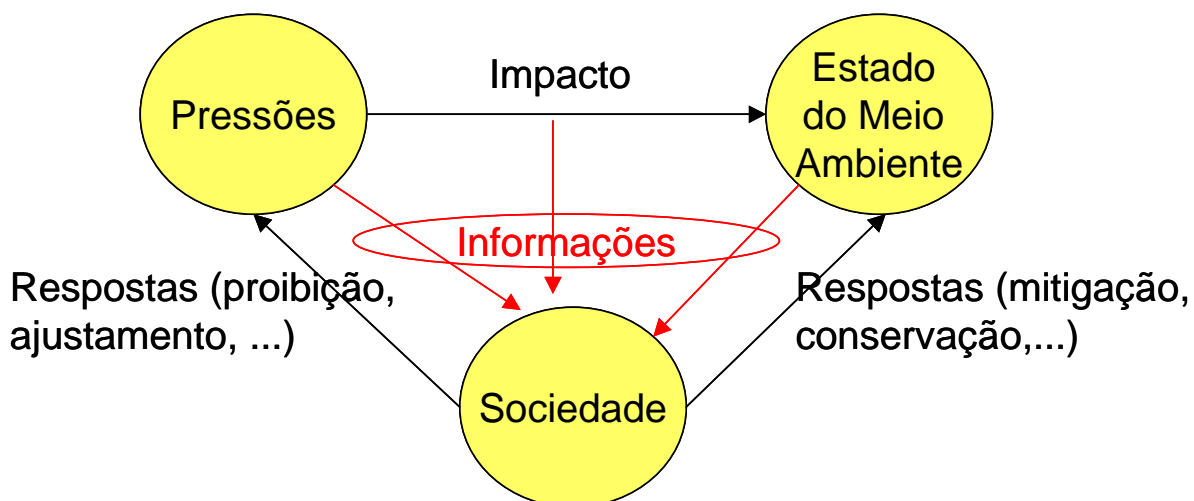 Impacto
Pressões
Estado
do Meio
Ambiente
Informações
Respostas (proibição,
ajustamento, ...)
Respostas (mitigação,
conservação,...)
Sociedade